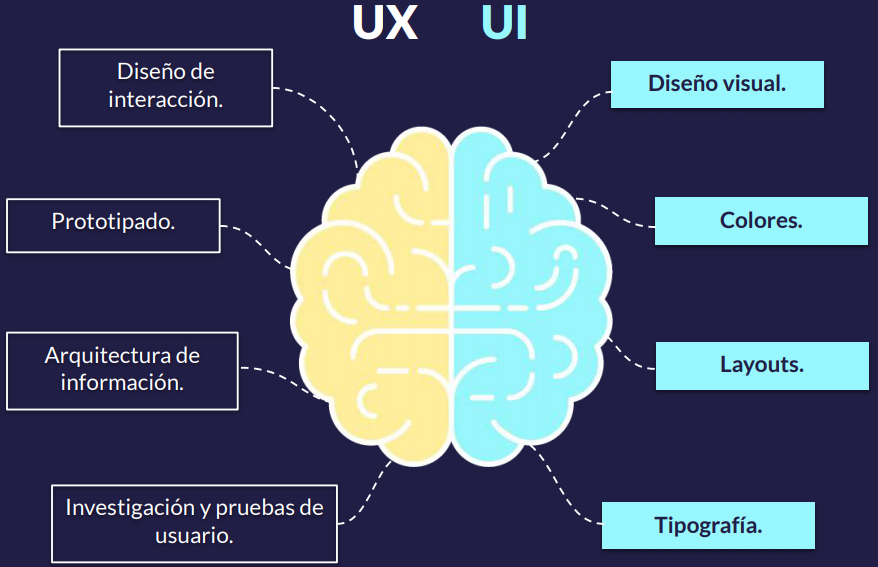 UX UI
Diseño de
interacción.
Diseño visual.
Prototipado.
Colores.
Arquitectura de
información.
Layouts.
Investigación y pruebas de
usuario.
Tipografía.